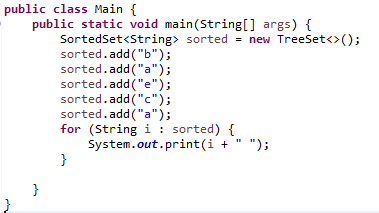 public class Main {
    public static void main(String[] args) {
        SortedSet<String> sorted = new TreeSet<>();
        sorted.add("b");
        sorted.add("a");
        sorted.add("e");
        sorted.add("c");
        sorted.add("a");
        for (String i : sorted) {
            System.out.print(i + " ");
        }

    }
}